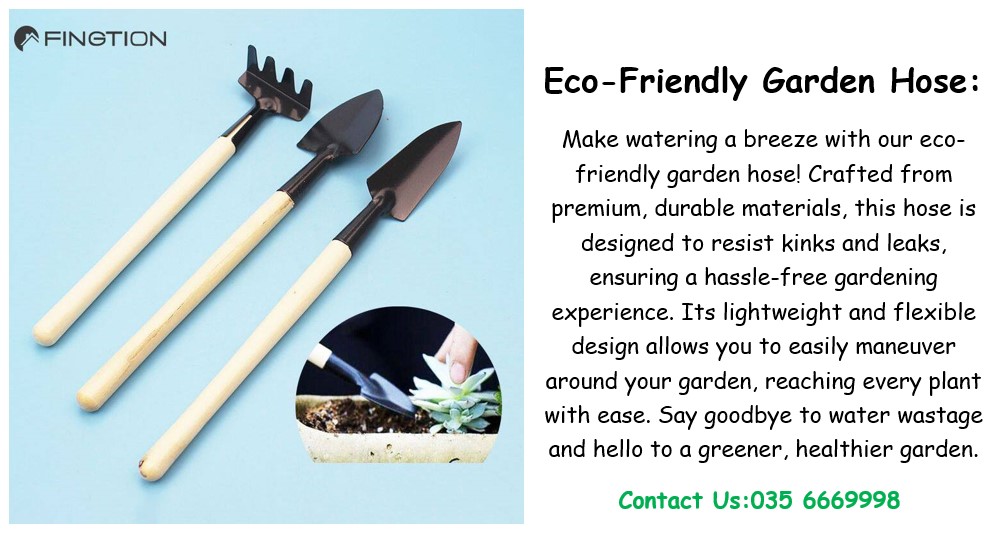 FINGTION
Eco-Friendly Garden Hose:
Make watering a breeze with our eco-
friendly garden hose! Crafted from
premium, durable materials, this hose is
designed to resist kinks and leaks,
ensuring a hassle-free gardening
experience. Its lightweight and flexible
design allows you to easily maneuver
around your garden, reaching every plant
with ease. Say goodbye to water wastage
and hello to a greener, healthier garden.
Contact Us:035 6669998